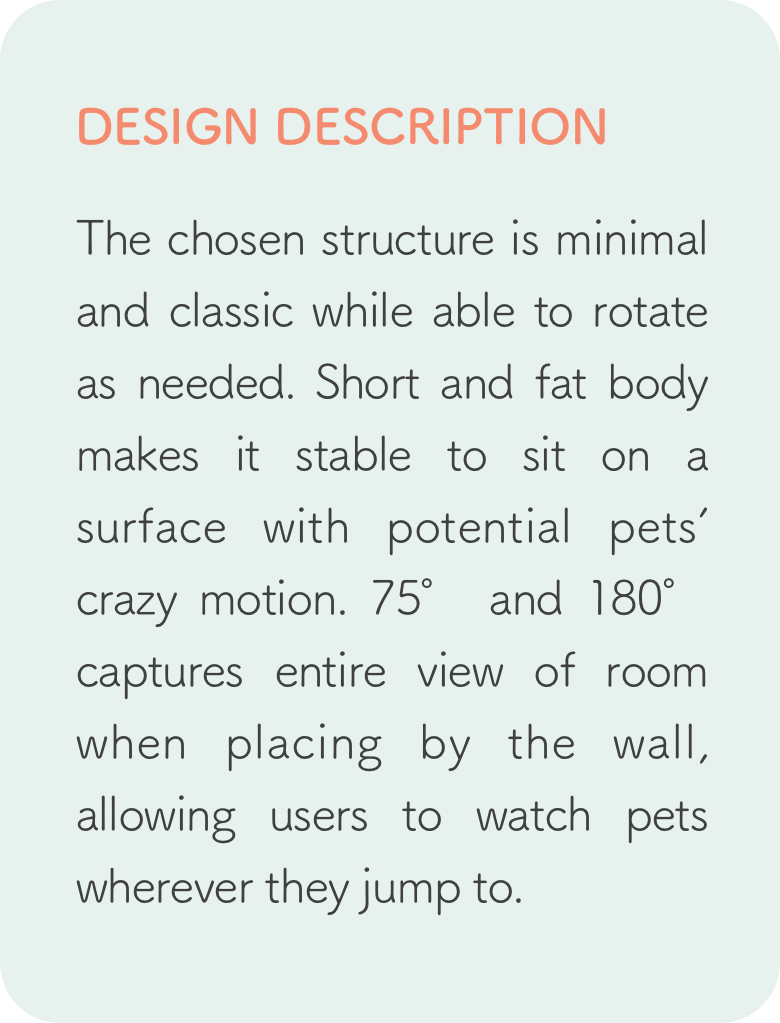 DESIGN DESCRIPTION
The chosen structure is minimal
and classic while able to rotate
as needed. Short and fat body
makes it stable to sit on a
surface with potential pets’
crazy motion. 75° and 180°
captures entire view of room
when placing by the wall,
allowing users to watch pets
wherever they jump to.